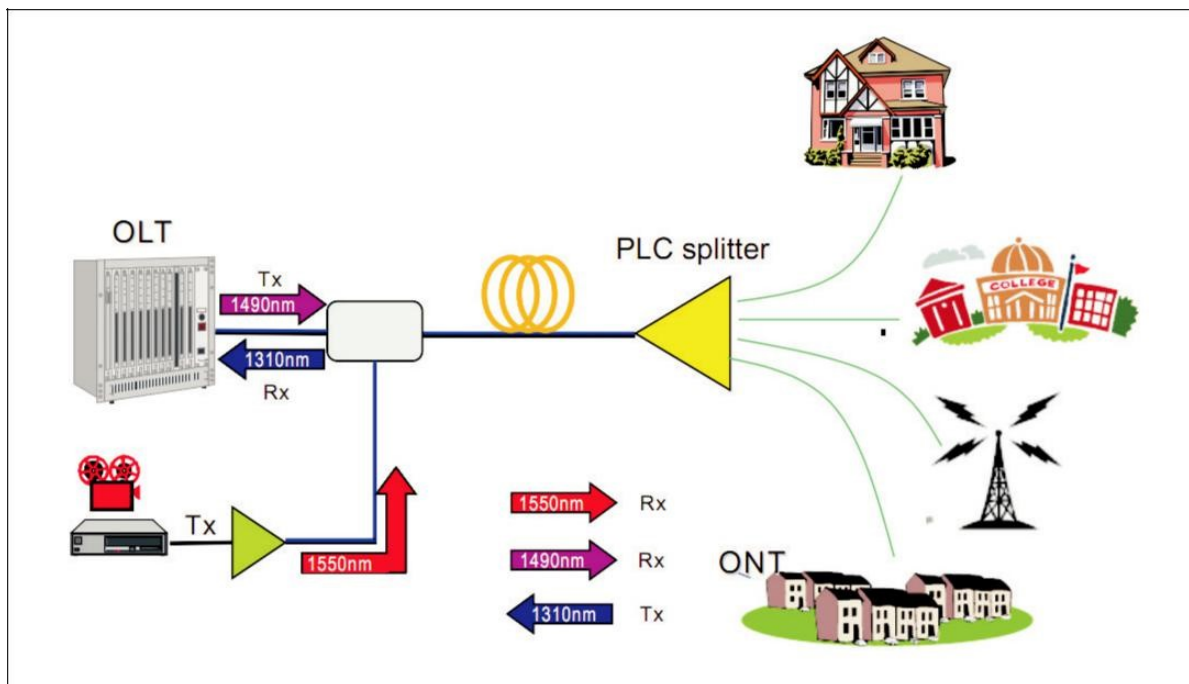 OLT
PLC splitter
Tx
1490nm
1310nm
Rx
COLLEGE
Tx
1550nm
1550nm Rx
1490nm Rx
1310nm Tx
ONT